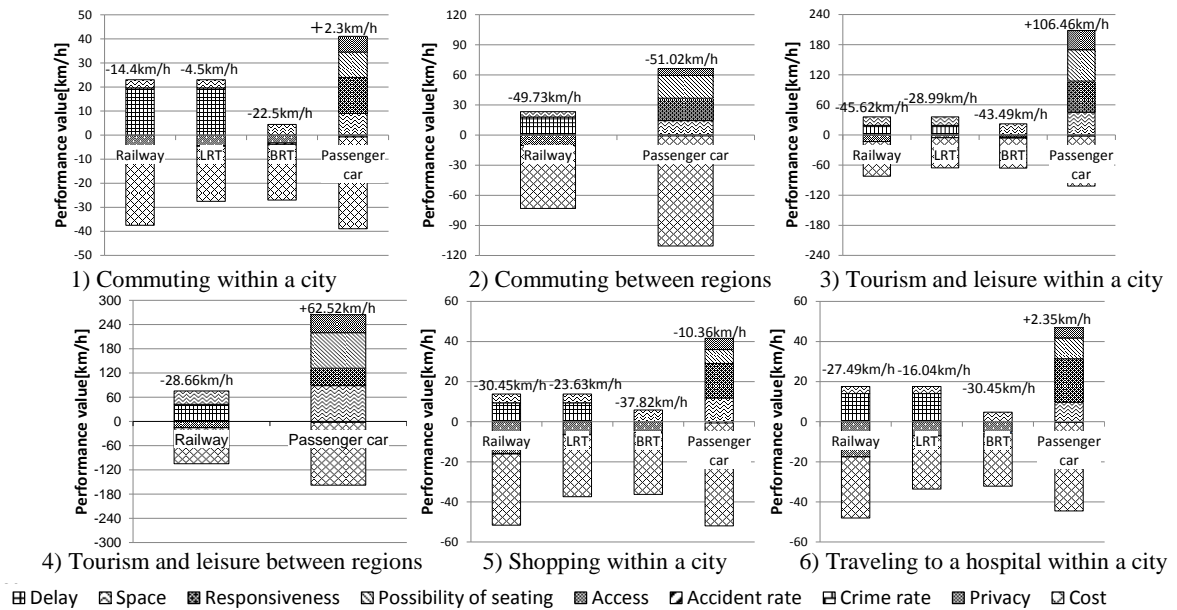 Performance value[km/h]
50
40
30
20
10
0
-10
-20
-30
-40
-50
-14.4km/h
-4.5km/h
-22.5km/h
+2.3km/h
Railway
LRT
BRT
Passenger
car
1) Commuting within a city
Performance value[km/h]
120
90
60
30
0
-30
-60
-90
-120
-49.73km/h
-51.02km/h
Railway
Passenger car
2) Commuting between regions
Performance value[km/h]
240
180
120
60
0
-60
-120
-180
-240
-45.62km/h
-28.99km/h
-43.49km/h
+106.46km/h
Railway
LRT
BRT
Passenger
car
3) Tourism and leisure within a city
Performance value[km/h]
300
240
180
120
60
0
-60
-120
-180
-240
-300
-28.66km/h
+62.52km/h
Railway
Passenger car
4) Tourism and leisure between regions
Performance value[km/h]
60
40
20
0
-20
-40
-60
-30.45km/h
-23.63km/h
-37.82km/h
-10.36km/h
Railway
LRT
BRT
Passenger
car
5) Shopping within a city
Performance value[km/h]
60
40
20
0
-20
-40
-60
-27.49km/h
-16.04km/h
-30.45km/h
+2.35km/h
Railway
LRT
BRT
Passenger
car
6) Traveling to a hospital within a city
Delay Space Responsiveness Possibility of seating Access Accident rate Crime rate Privacy Cost